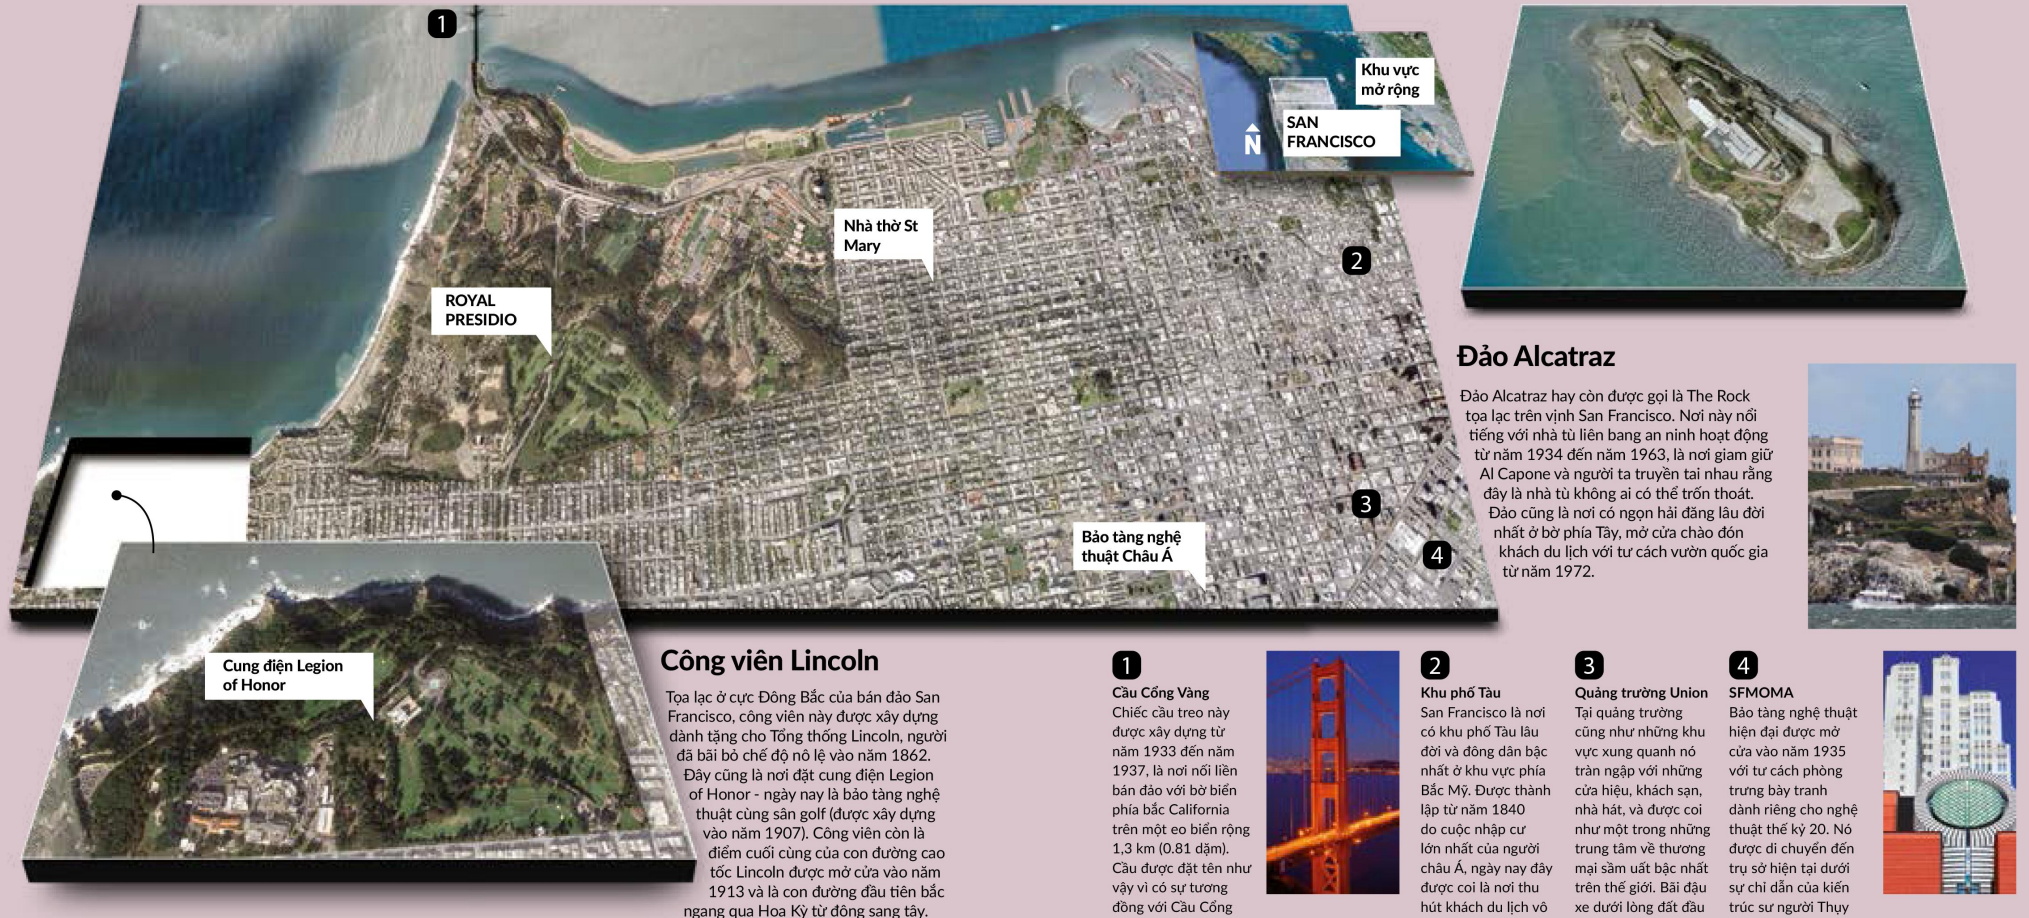 1
Khu vực
mở rộng
SAN
FRANCISCO
N
Nhà thờ St
Mary
2
ROYAL
PRESIDIO
3
Bảo tàng nghệ
thuật Châu Á
4
Cung điện Legion
of Honor
Đảo Alcatraz
Đảo Alcatraz hay còn được gọi là The Rock
tọa lạc trên vịnh San Francisco. Nơi này nổi
tiếng với nhà tù liên bang an ninh hoạt động
từ năm 1934 đến năm 1963, là nơi giam giữ
Al Capone và người ta truyền tai nhau rằng
đây là nhà tù không ai có thể trốn thoát.
Đảo cũng là nơi có ngọn hải đăng lâu đời
nhất ở bờ phía Tây, mở cửa chào đón
khách du lịch với tư cách vườn quốc gia
từ năm 1972.
Công viên Lincoln
Tọa lạc ở cực Đông Bắc của bán đảo San
Francisco, công viên này được xây dựng
dành tặng cho Tổng thống Lincoln, người
đã bãi bỏ chế độ nô lệ vào năm 1862.
Đây cũng là nơi đặt cung điện Legion
of Honor - ngày nay là bảo tàng nghệ
thuật cùng sân golf (được xây dựng
vào năm 1907). Công viên còn là
điểm cuối cùng của con đường cao
tốc Lincoln được mở cửa vào năm
1913 và là con đường đầu tiên bắc
ngang qua Hoa Kỳ từ đông sang tây.
1
Cầu Cổng Vàng
Chiếc cầu treo này
được xây dựng từ
năm 1933 đến năm
1937, là nơi nối liền
bán đảo với bờ biển
phía bắc California
trên một eo biển rộng
1,3 km (0.81 dặm).
Cầu được đặt tên như
vậy vì có sự tương
đồng với Cầu Cổng
2
Khu phố Tàu
San Francisco là nơi
có khu phố Tàu lâu
đời và đông dân bậc
nhất ở khu vực phía
Bắc Mỹ. Được thành
lập từ năm 1840
do cuộc nhập cư
lớn nhất của người
châu Á, ngày nay đây
được coi là nơi thu
hút khách du lịch vô
3
Quảng trường Union
Tại quảng trường
cũng như những khu
vực xung quanh nó
tràn ngập với những
cửa hiệu, khách sạn,
nhà hát, và được coi
như một trong những
trung tâm về thương
mại sầm uất bậc nhất
trên thế giới. Bãi đậu
xe dưới lòng đất đầu
4
SFMOMA
Bảo tàng nghệ thuật
hiện đại được mở
cửa vào năm 1935
với tư cách phòng
trưng bày tranh
dành riêng cho nghệ
thuật thế kỷ 20. Nó
được di chuyển đến
trụ sở hiện tại dưới
sự chỉ dẫn của kiến
trúc sư người Thụy